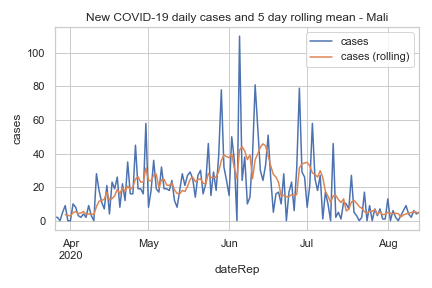 New COVID-19 daily cases and 5 day rolling mean - Mali
cases
cases (rolling)
cases
100
80
60
40
20
0
Apr
2020
May
Jun
Jul
Aug
dateRep